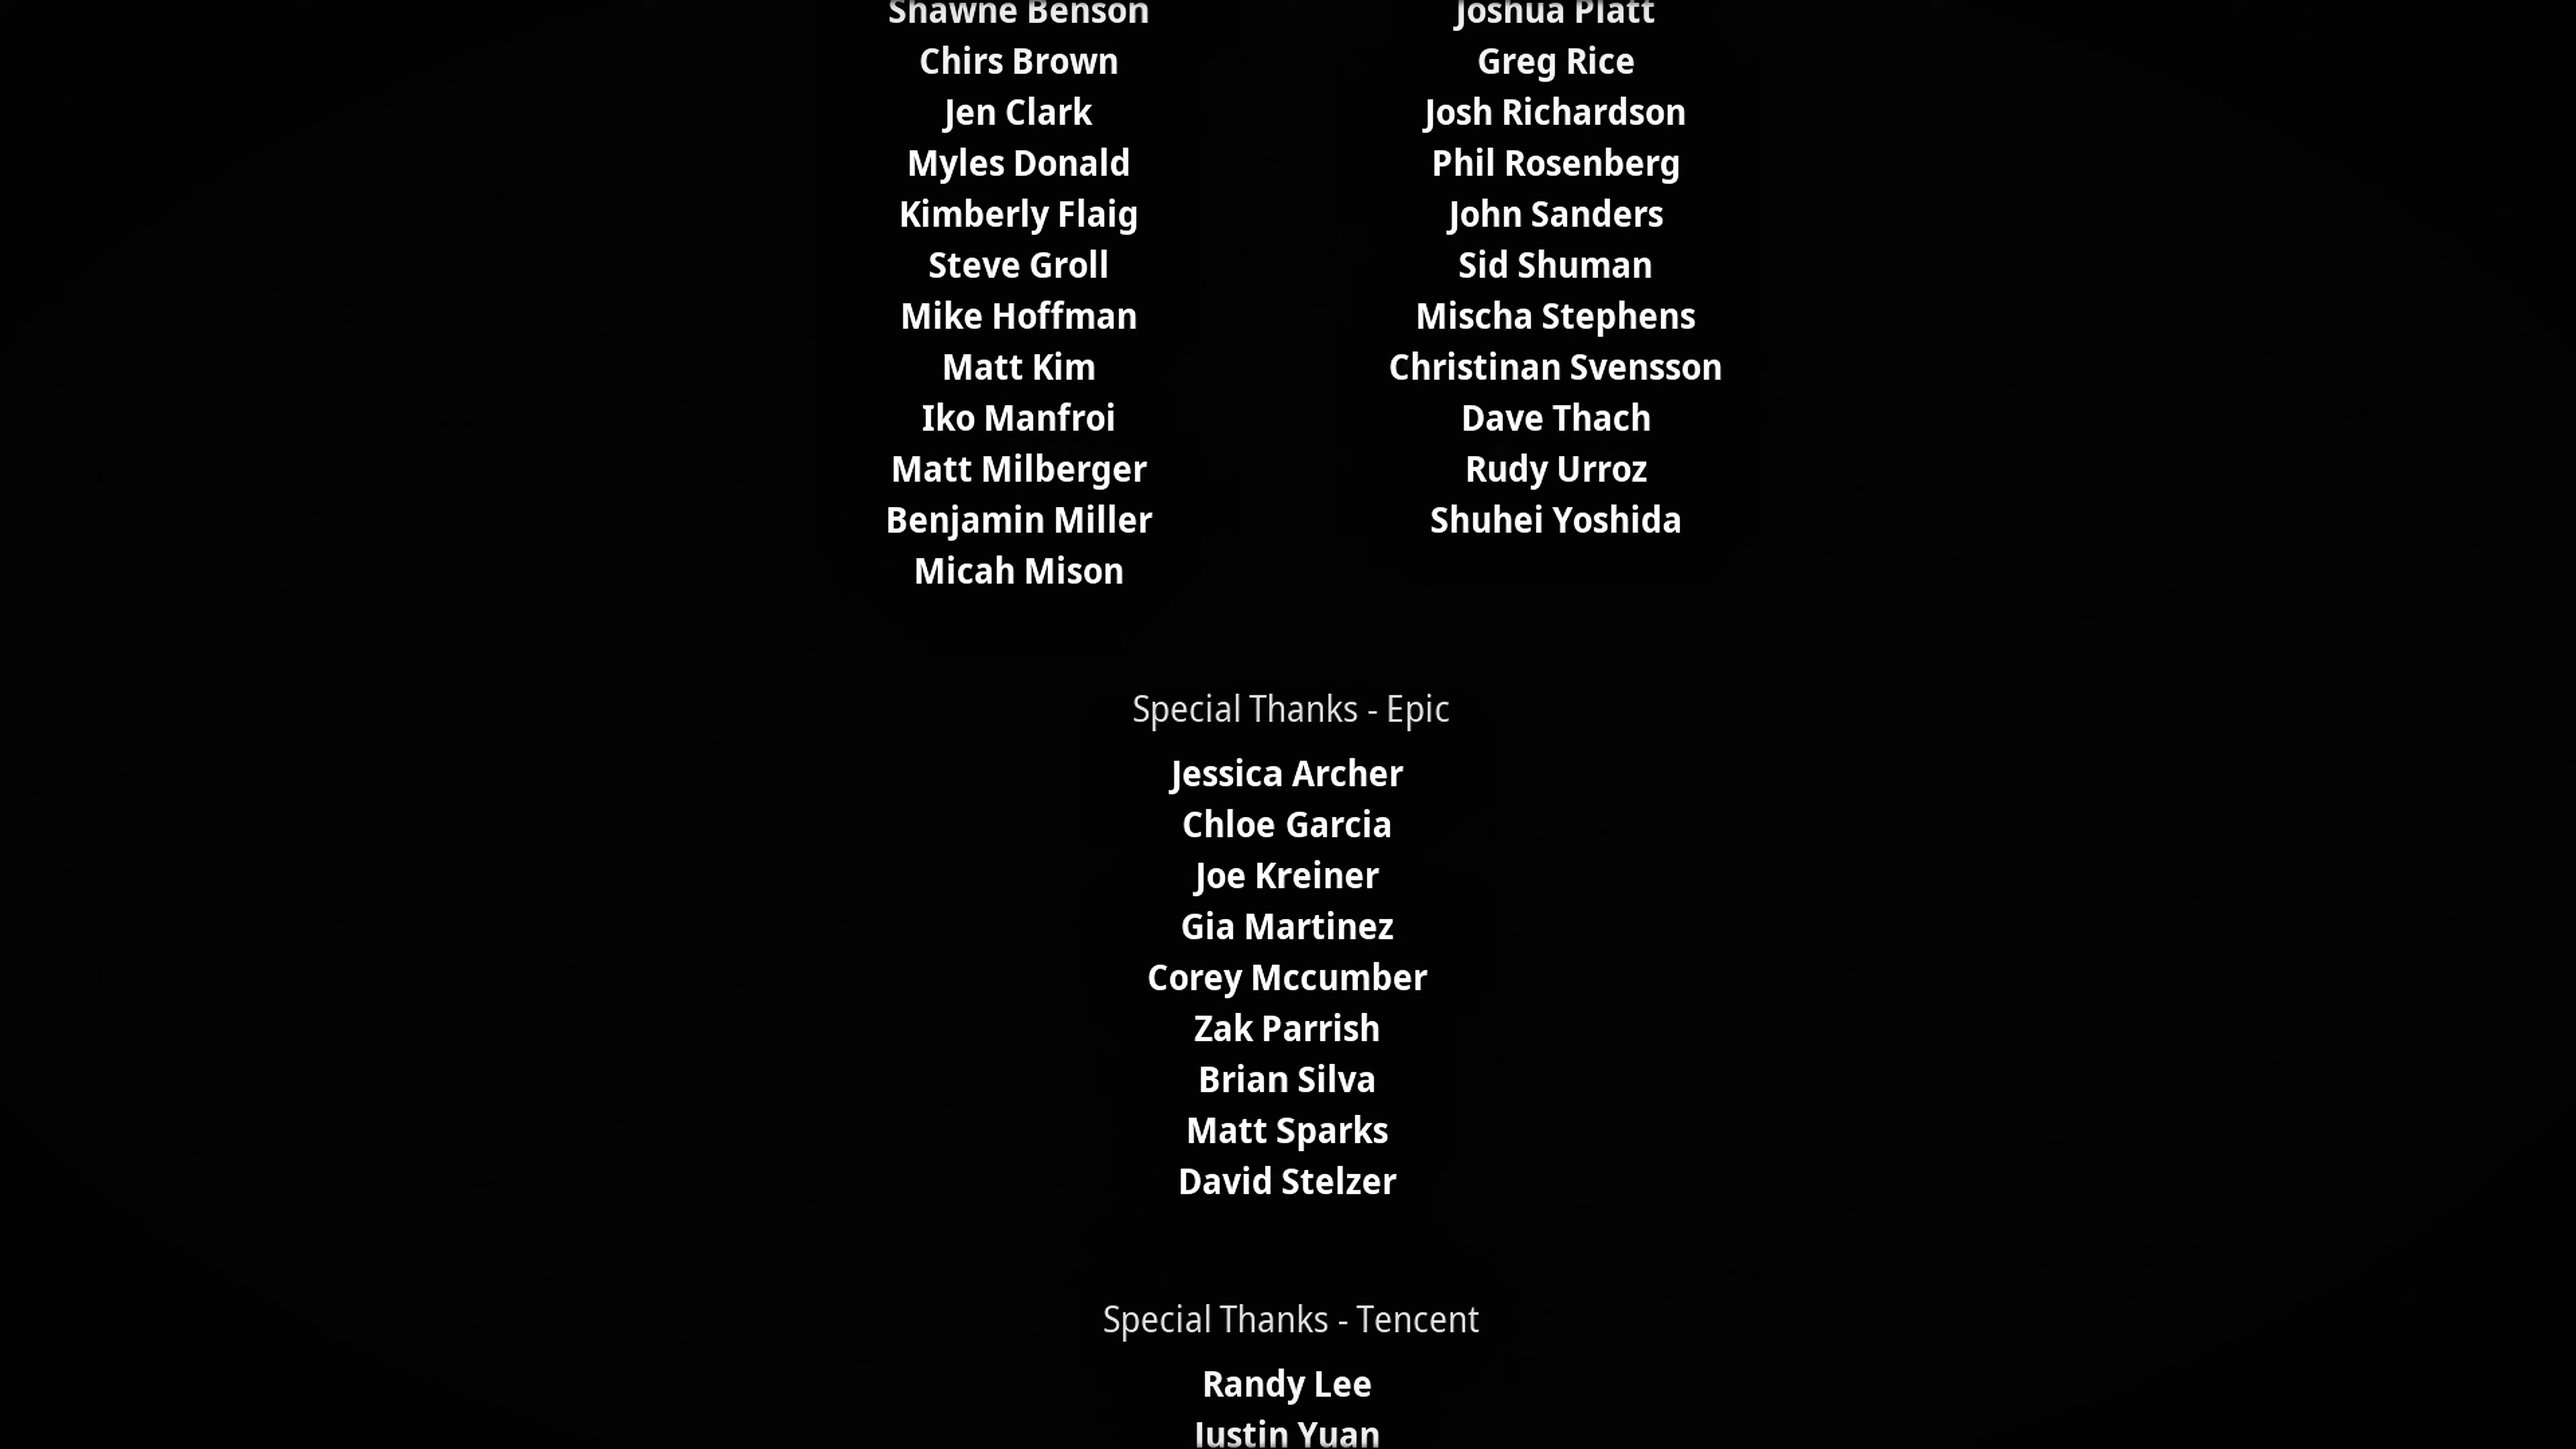 Shawne Benson
Chirs Brown
Jen Clark
Myles Donald
Kimberly Flaig
Steve Groll
Mike Hoffman
Matt Kim
Iko Manfroi
Matt Milberger
Benjamin Miller
Micah Mison
Joshua Platt
Greg Rice
Josh Richardson
Phil Rosenberg
John Sanders
Sid Shuman
Mischa Stephens
Christinan Svensson
Dave Thach
Rudy Urroz
Shuhei Yoshida
Special Thanks - Epic
Jessica Archer
Chloe Garcia
Joe Kreiner
Gia Martinez
Corey Mccumber
Zak Parrish
Brian Silva
Matt Sparks
David Stelzer
Special Thanks - Tencent
Randy Lee
Justin Yuan